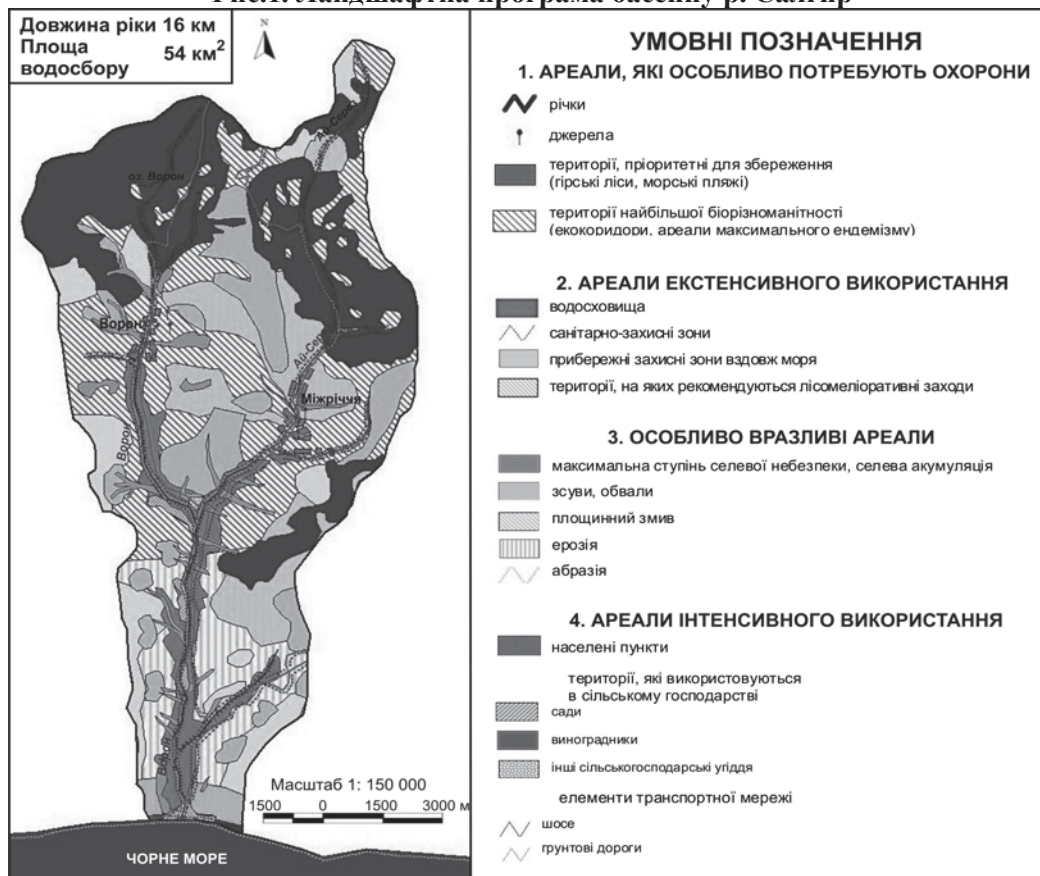 Рис.1. Ландшафтна програма басейну р. Салгир
Довжина ріки 16 км
Площа водосбору 54 км²
N
Ай-Серез
оз. Ворон
Ворон
Ай-Сер
Міжріччя
Ворон
Ворон
Масштаб 1: 150 000
1500 0 1500 3000 м
ЧОРНЕ МОРЕ
УМОВНІ ПОЗНАЧЕННЯ
1. АРЕАЛИ, ЯКІ ОСОБЛИВО ПОТРЕБУЮТЬ ОХОРОНИ
річки
джерела
території, пріоритетні для збереження
(гірські ліси, морські пляжі)
території найбільшої біорізноманітності
(екокоридори, ареали максимального ендемізму)
2. АРЕАЛИ ЕКСТЕНСИВНОГО ВИКОРИСТАННЯ
водосховища
санітарно-захисні зони
прибережні захисні зони вздовж моря
території, на яких рекомендуються лісомеліоративні заходи
3. ОСОБЛИВО ВРАЗЛИВІ АРЕАЛИ
максимальна ступінь селевої небезпеки, селева акумуляція
зсуви, обвали
площинний змив
ерозія
абразія
4. АРЕАЛИ ІНТЕНСИВНОГО ВИКОРИСТАННЯ
населені пункти
території, які використовуються
в сільському господарстві
сади
виноградники
інші сільськогосподарські угіддя
елементи транспортної мережі
шосе
грунтові дороги